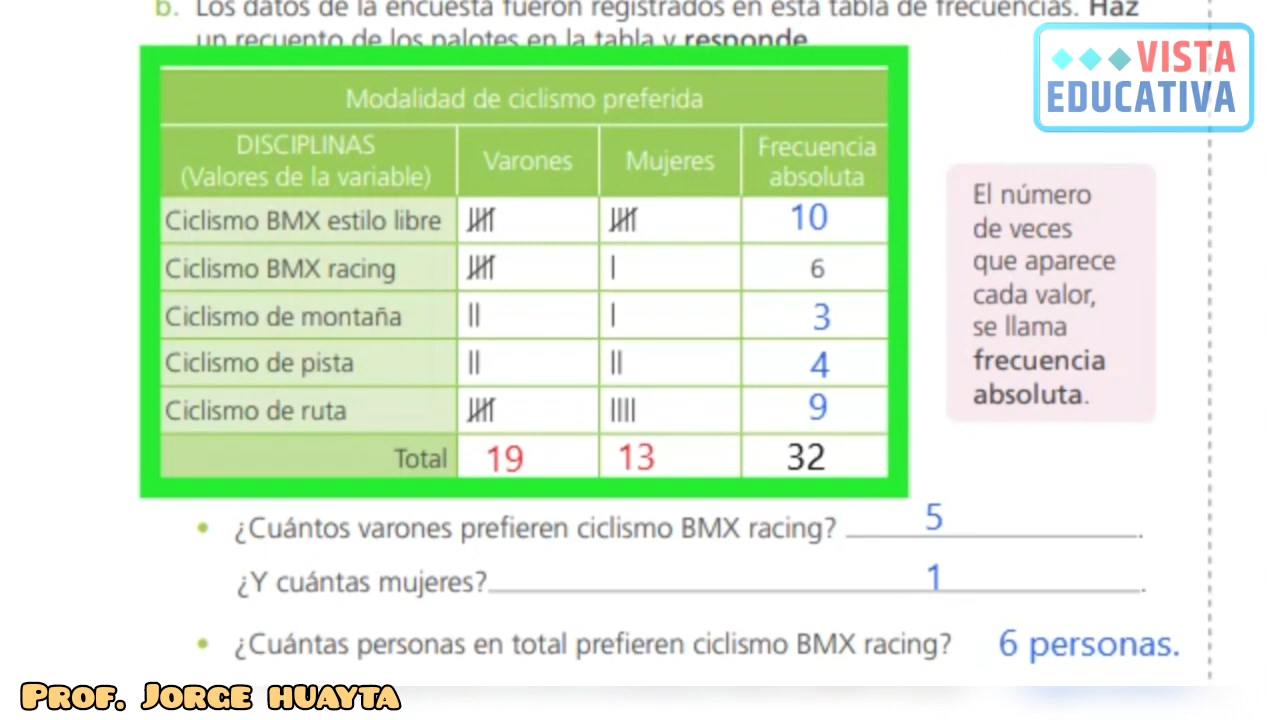 b. Los datos de la encuesta fueron registrados en esta tabla de frecuencias. Haz
un recuento de los palotes en la tabla y responde.
VISTA
EDUCATIVA
Modalidad de ciclismo preferida
DISCIPLINAS
(Valores de la variable)
Varones
Mujeres
Frecuencia
absoluta
Ciclismo BMX estilo libre 10
Ciclismo BMX racing 6
Ciclismo de montaña 3
Ciclismo de pista 4
Ciclismo de ruta 9
Total 19 13 32
El número
de veces
que aparece
cada valor,
se llama
frecuencia
absoluta.
• ¿Cuántos varones prefieren ciclismo BMX racing? 5.
¿Y cuántas mujeres? 1.
• ¿Cuántas personas en total prefieren ciclismo BMX racing? 6 personas.
PROF. JORGE HUAYTA